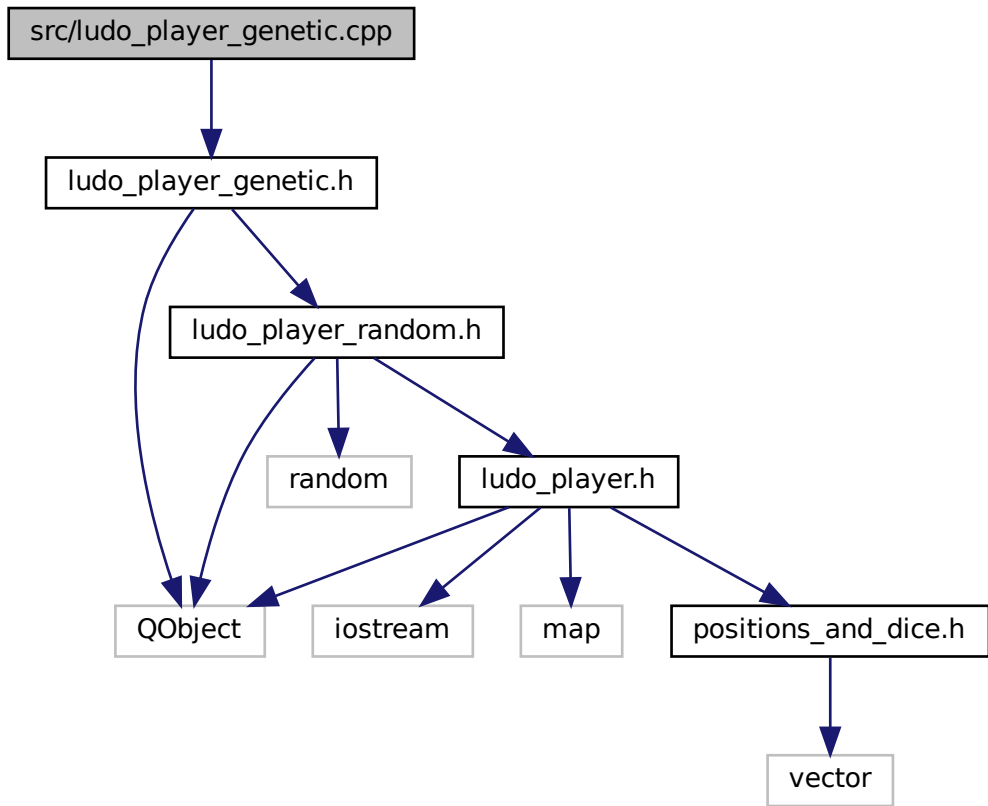 src/ludo_player_genetic.cpp
ludo_player_genetic.h
ludo_player_random.h
random
ludo_player.h
QObject
iostream
map
positions_and_dice.h
vector